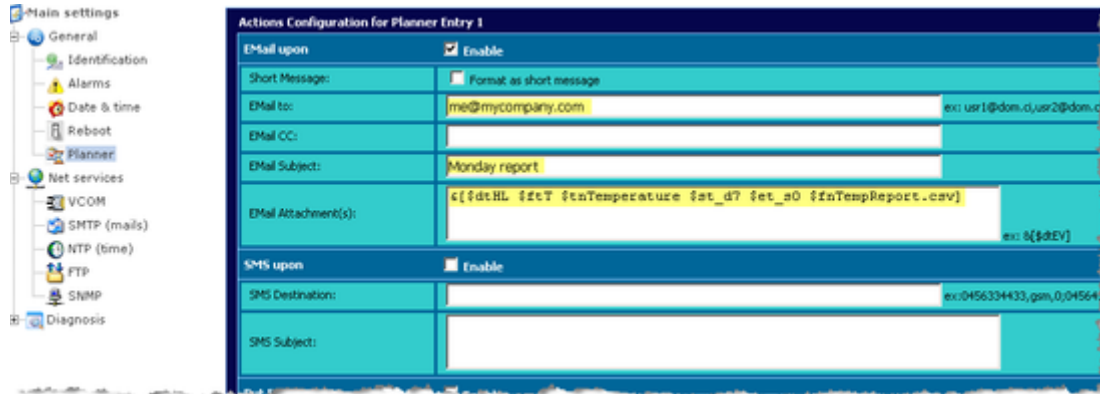 Main settings
General
Identification
Alarms
Date & time
Reboot
Planner
Net services
VCOM
SMTP (mails)
NTP (time)
FTP
SNMP
Diagnosis
Actions Configuration for Planner Entry 1
EMail upon Enable
Short Message: Format as short message
EMail to: me@mycompany.com ex: usr1@dom.ci,usr2@dom.c
EMail CC:
EMail Subject: Monday report
EMail Attachment(s): &[$dtHL $ftT $tnTemperature $st_d7 $et_s0 $fnTempReport.csv]
ex: &[$dtEV]
SMS upon Enable
SMS Destination: ex:0456334433,gsm,0;04564
SMS Subject: